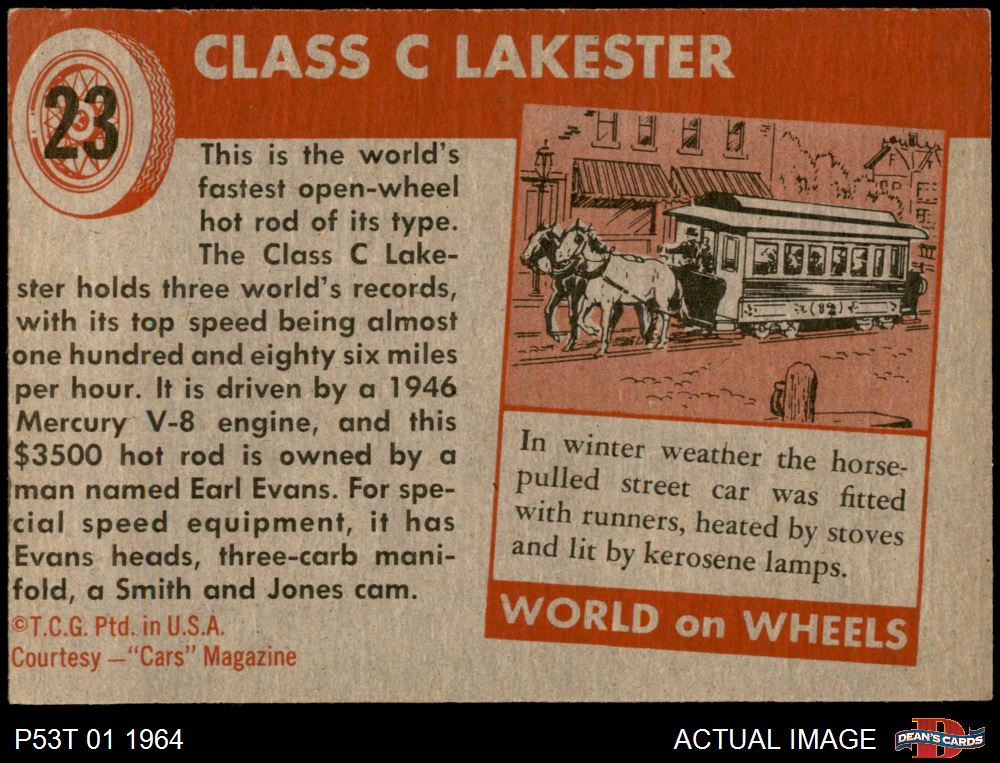 23
CLASS C LAKESTER
This is the world's
fastest open-wheel
hot rod of its type.
The Class C Lake-
ster holds three world's records,
with its top speed being almost
one hundred and eighty six miles
per hour. It is driven by a 1946
Mercury V-8 engine, and this
$3500 hot rod is owned by a
man named Earl Evans. For spe-
cial speed equipment, it has
Evans heads, three-carb mani-
fold, a Smith and Jones cam.
©T.C.G. Ptd. in U.S.A.
Courtesy —"Cars" Magazine
(82)
In winter weather the horse-
pulled street car was fitted
with runners, heated by stoves
and lit by kerosene lamps.
WORLD on WHEELS
P53T 01 1964
ACTUAL IMAGE
DEAN'S CARDS